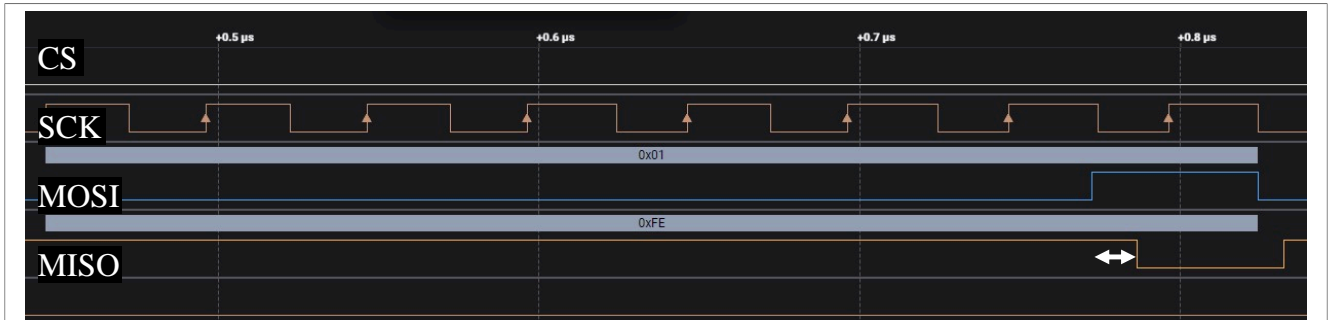 +0.5 µs +0.6 µs +0.7 µs +0.8 µs
CS
SCK
0x01
MOSI
0xFE
MISO